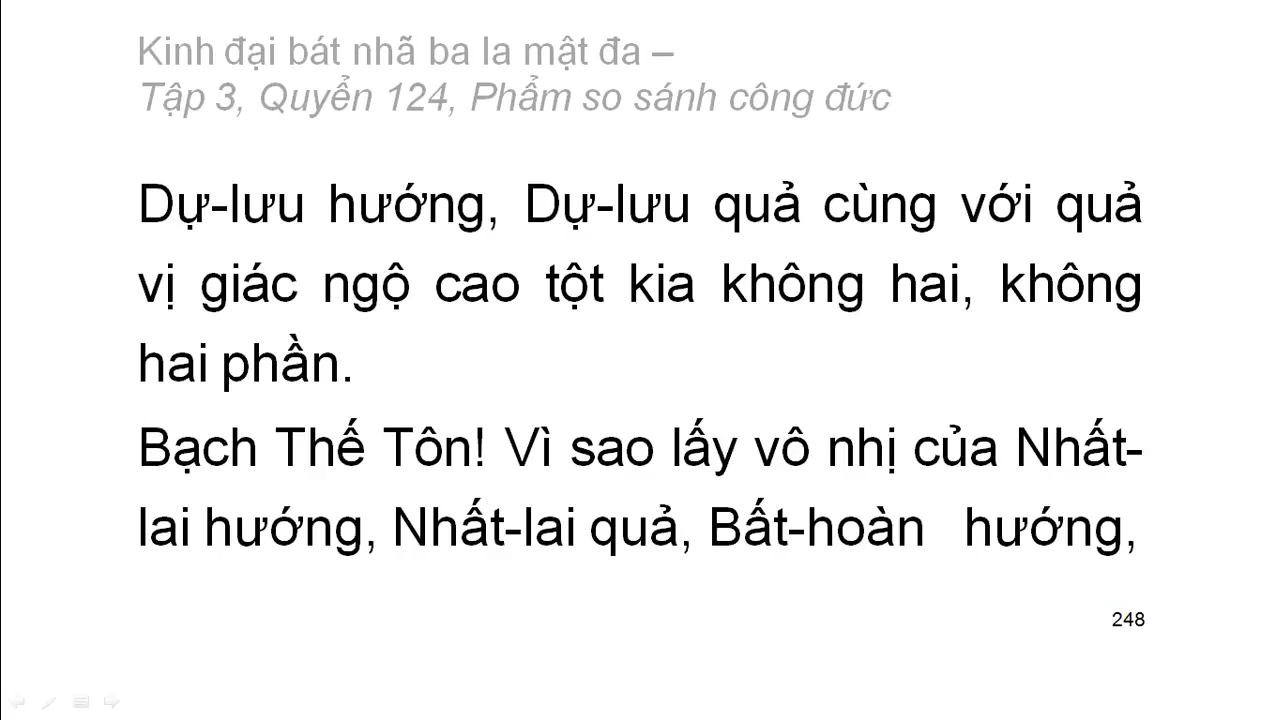 Kinh đại bát nhã ba la mật đa –
Tập 3, Quyển 124, Phẩm so sánh công đức
Dự-lưu hướng, Dự-lưu quả cùng với quả
vị giác ngộ cao tột kia không hai, không
hai phần.
Bạch Thế Tôn! Vì sao lấy vô nhị của Nhất-
lai hướng, Nhất-lai quả, Bất-hoàn hướng,
248